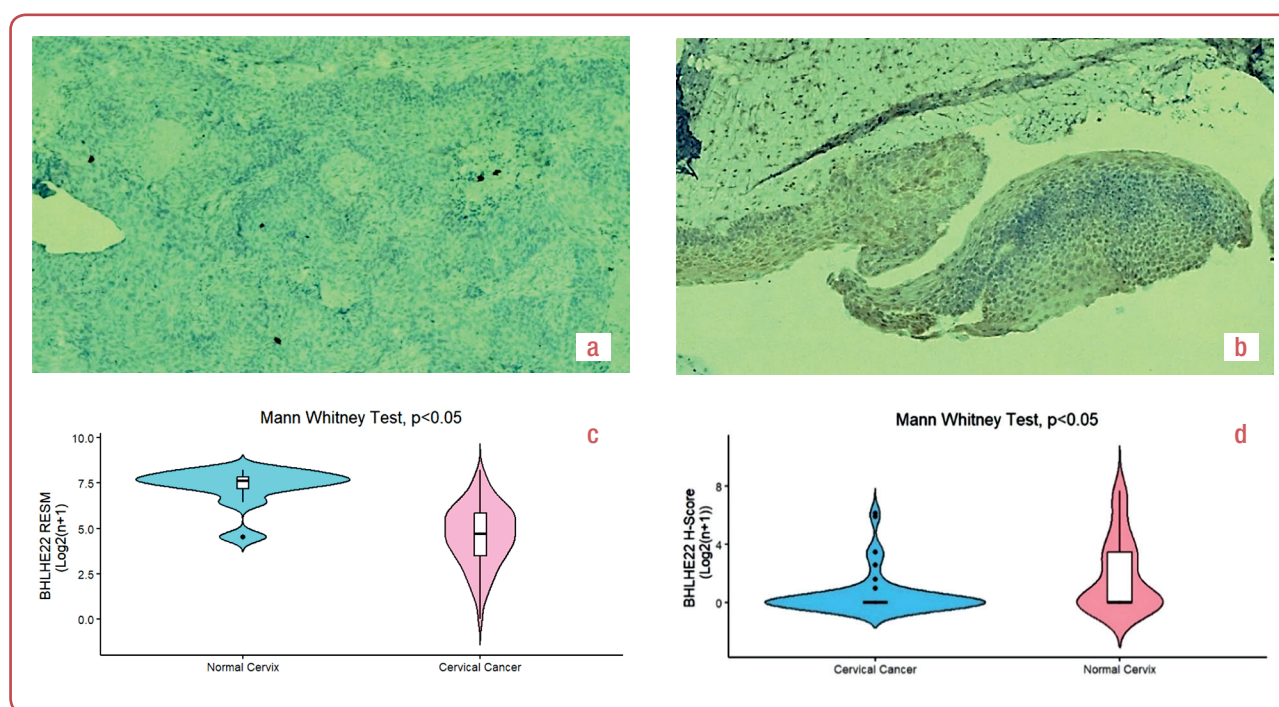 a
b
Mann Whitney Test, p<0.05
c
BHLHE22 RESM
(Log2(n+1)
10.0
7.5
5.0
2.5
0.0
Normal Cervix
Cervical Cancer
Mann Whitney Test, p<0.05
d
BHLHE22 H-Score
(Log2(n+1))
8
4
0
Cervical Cancer
Normal Cervix